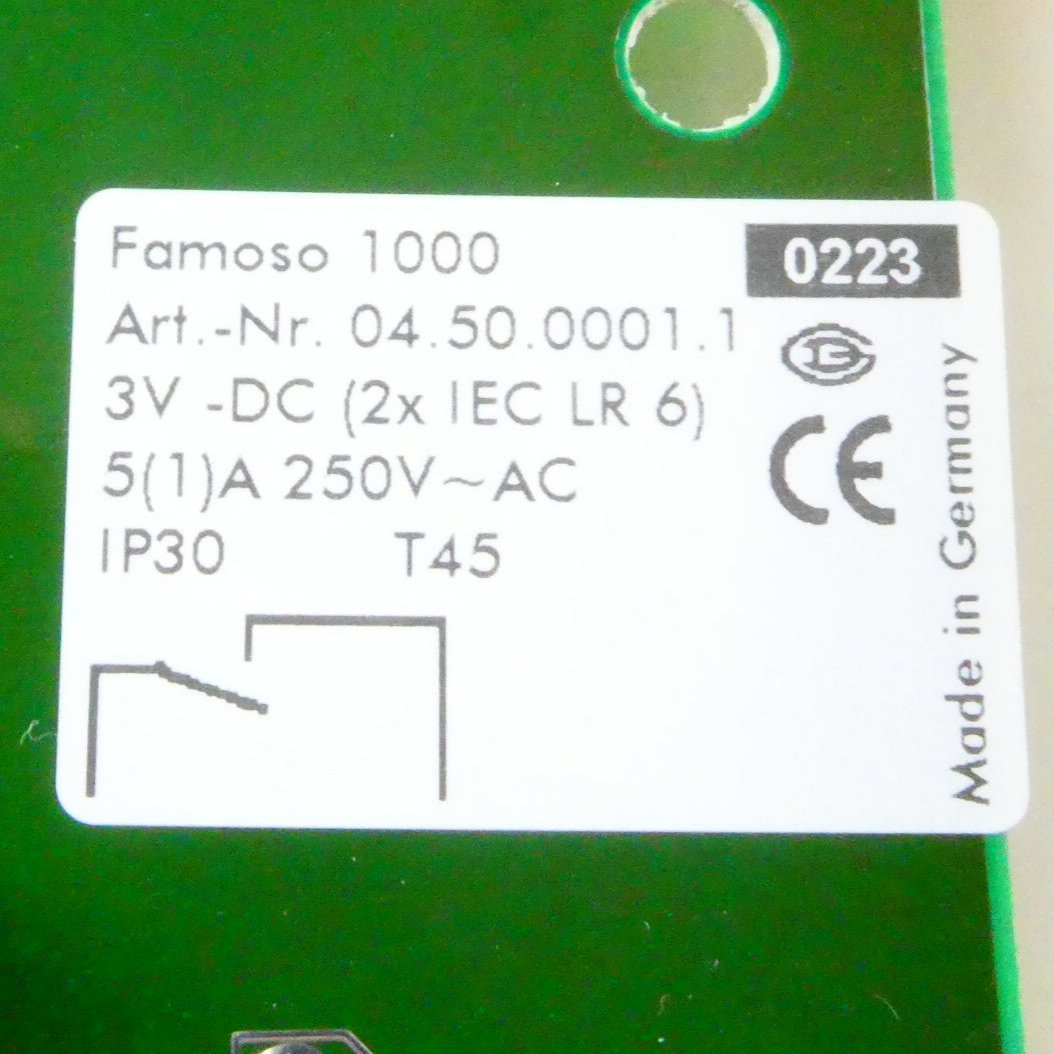 Famoso 1000
0223
Art.-Nr. 04.50.0001.1
3V -DC (2x IEC LR 6)
5(1)A 250V~AC
IP30 T45
CE
Made in Germany